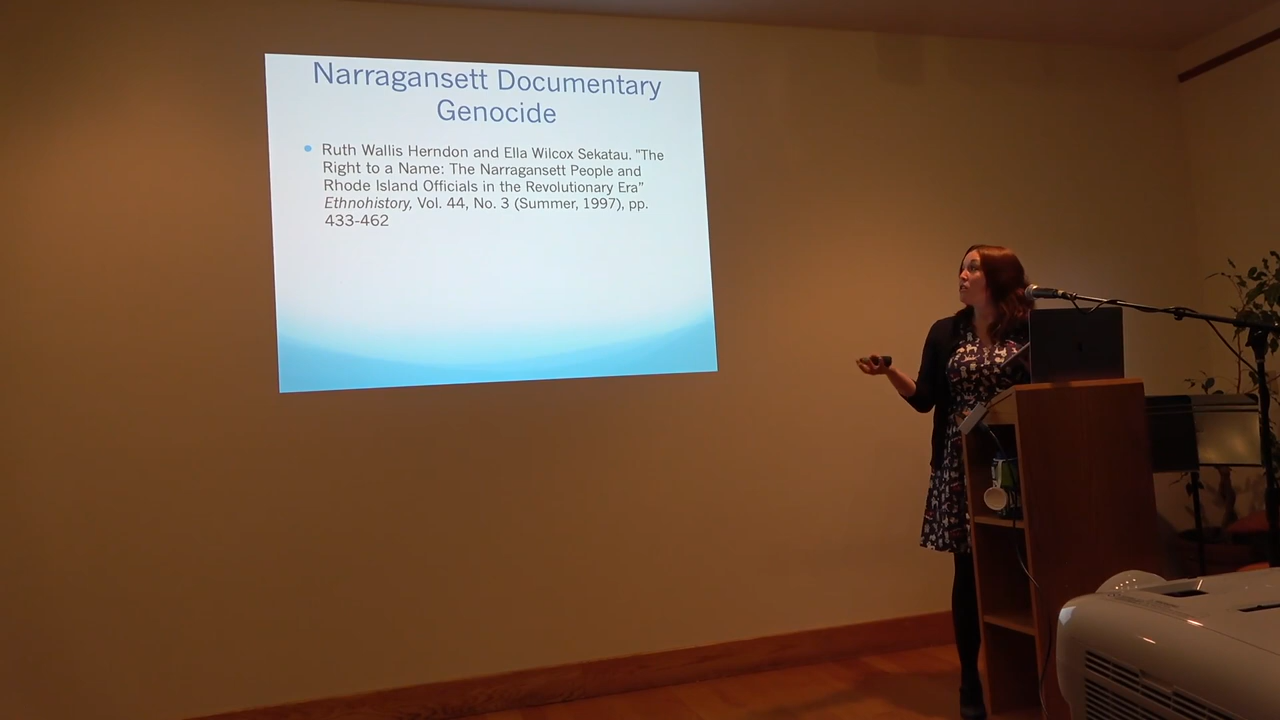 Narragansett Documentary
Genocide
• Ruth Wallis Herndon and Ella Wilcox Sekatau. "The
Right to a Name: The Narragansett People and
Rhode Island Officials in the Revolutionary Era”
Ethnohistory, Vol. 44, No. 3 (Summer, 1997), pp.
433-462